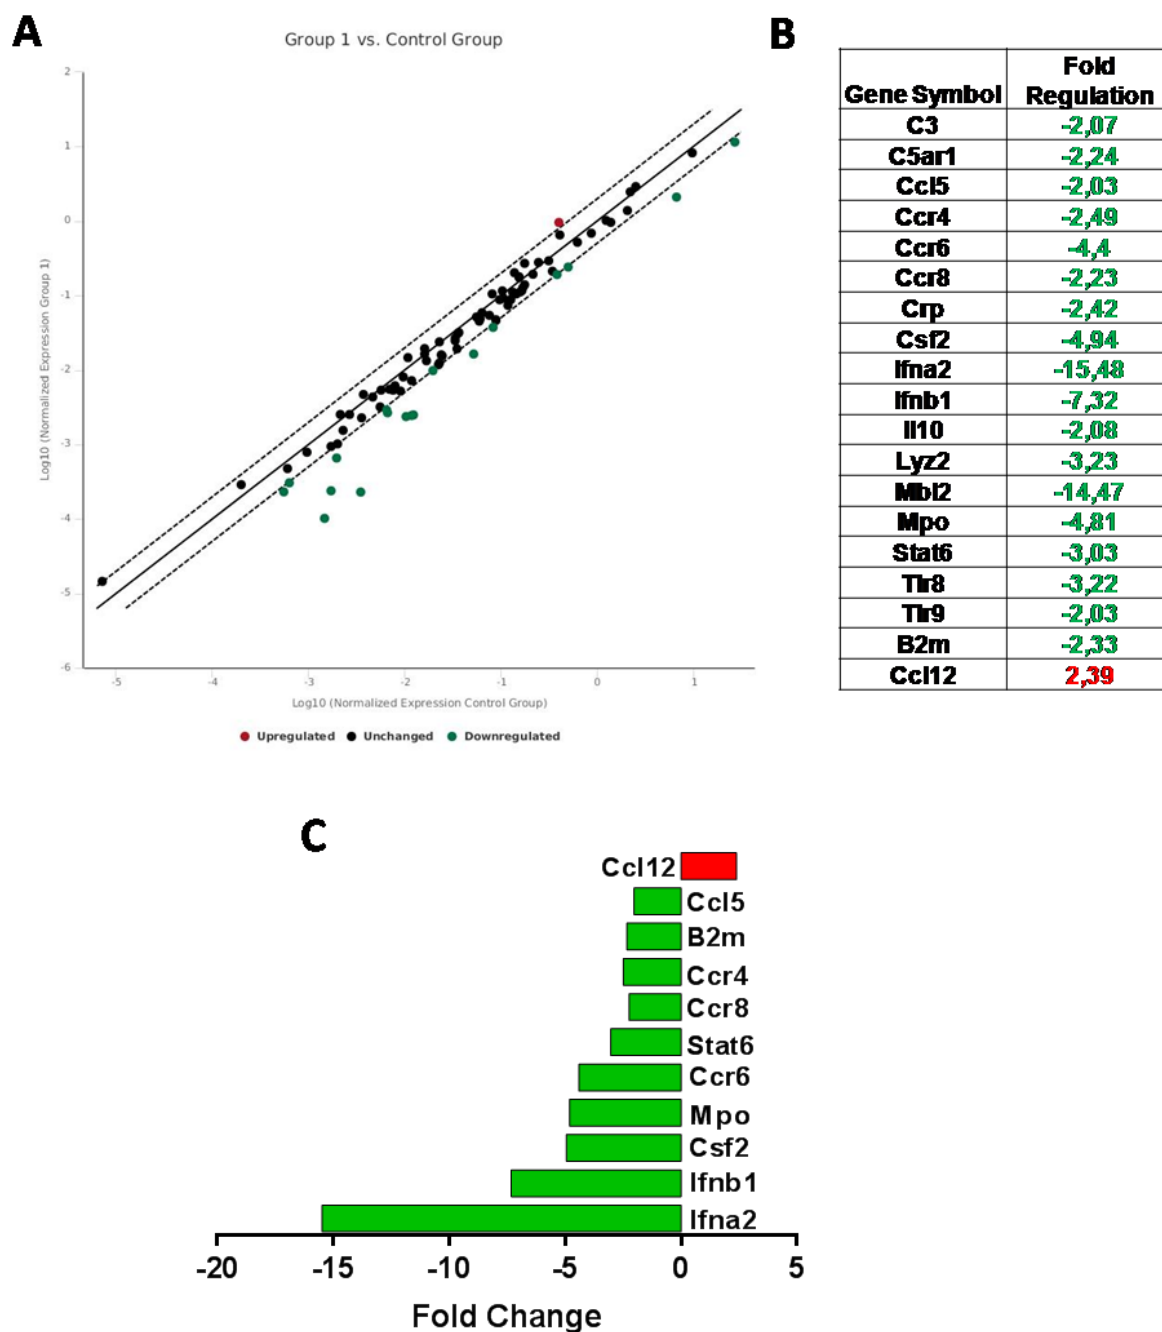 A
Group 1 vs. Control Group
2
1
0
-1
-2
-3
-4
-5
-6
Log10 (Normalized Expression Group 1)
-5 -4 -3 -2 -1 0 1
Log10 (Normalized Expression Control Group)
Upregulated Unchanged Downregulated
B
Gene Symbol Fold Regulation
C3 -2,07
C5ar1 -2,24
Ccl5 -2,03
Ccr4 -2,49
Ccr6 -4,4
Ccr8 -2,23
Crp -2,42
Csf2 -4,94
Ifna2 -15,48
Ifnb1 -7,32
Il10 -2,08
Lyz2 -3,23
Mbl2 -14,47
Mpo -4,81
Stat6 -3,03
Tlr8 -3,22
Tlr9 -2,03
B2m -2,33
Ccl12 2,39
C
Ccl12
Ccl5
B2m
Ccr4
Ccr8
Stat6
Ccr6
Mpo
Csf2
Ifnb1
Ifna2
-20 -15 -10 -5 0 5
Fold Change